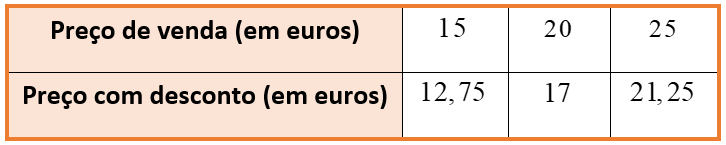 Preço de venda (em euros) 15 20 25
Preço com desconto (em euros) 12,75 17 21,25